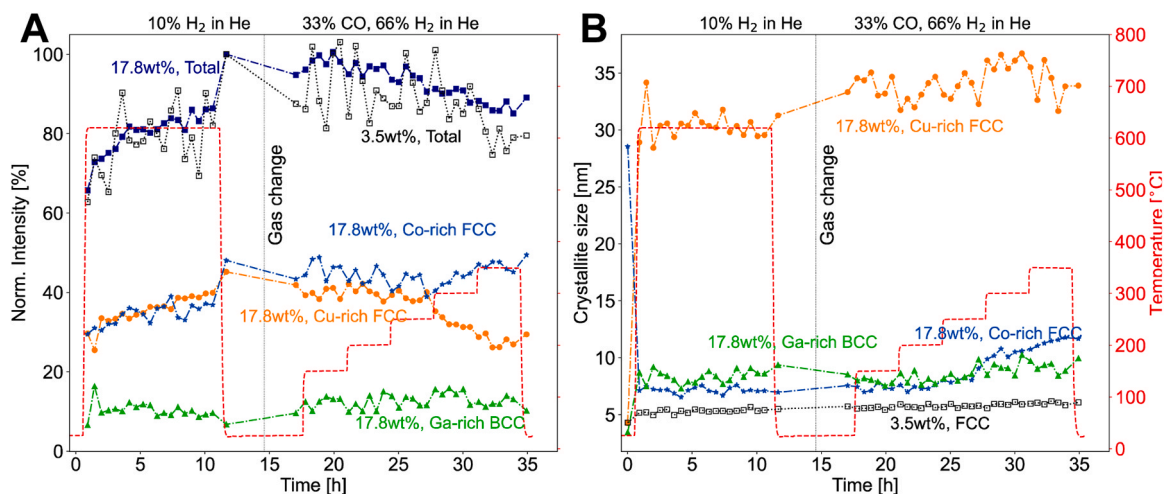 A
10% H2 in He
33% CO, 66% H2 in He
100
80
60
40
20
0
Norm. Intensity [%]
17.8wt%, Total
3.5wt%, Total
Gas change
17.8wt%, Co-rich FCC
17.8wt%, Cu-rich FCC
17.8wt%, Ga-rich BCC
0 5 10 15 20 25 30 35
Time [h]
B
10% H2 in He
33% CO, 66% H2 in He
35
30
25
20
15
10
5
Crystallite size [nm]
17.8wt%, Cu-rich FCC
Gas change
17.8wt%, Ga-rich BCC
17.8wt%, Co-rich FCC
3.5wt%, FCC
800
700
600
500
400
300
200
100
0
Temperature [°C]
0 5 10 15 20 25 30 35
Time [h]